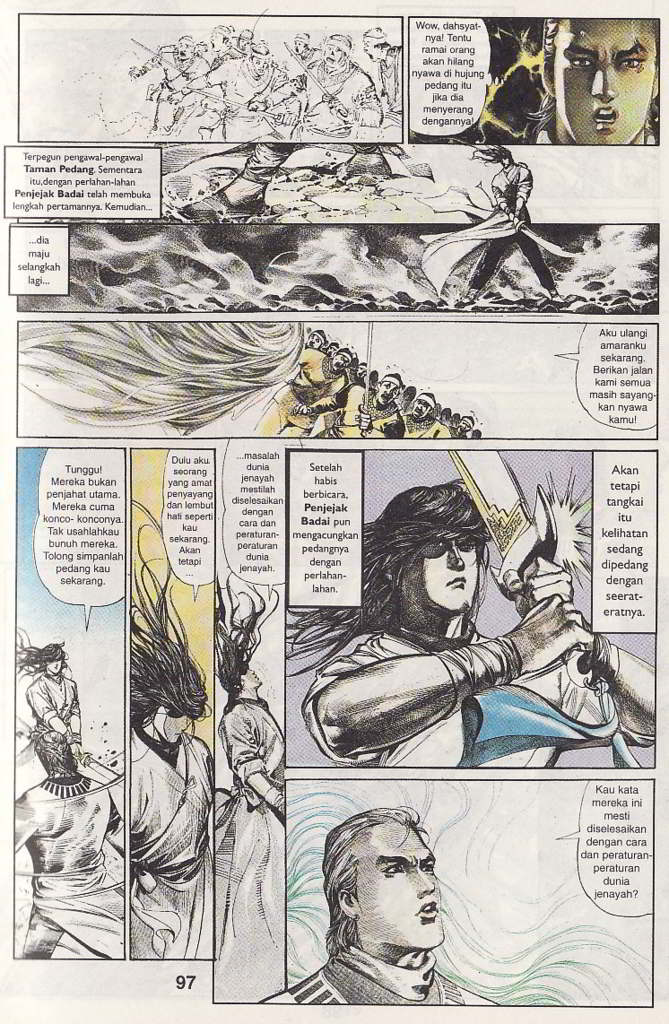 Wow, dahsyat-
nya! Tentu
ramai orang
akan hilang
nyawa di hujung
pedang itu
jika dia
menyerang
dengannya!
Terpegun pengawal-pengawal
Taman Pedang. Sementara
itu,dengan perlahan-lahan
Penjejak Badai telah membuka
lengkah pertamannya. Kemudian...
...dia
maju
selangkah
lagi...
Aku ulangi
amaranku
sekarang.
Berikan jalan
kami semua
masih sayang-
kan nyawa
kamu!
Tunggu!
Mereka bukan
penjahat utama.
Mereka cuma
konco- konconya.
Tak usahlahkau
bunuh mereka.
Tolong simpanlah
pedang kau
sekarang.
Dulu aku
seorang
yang amat
penyayang
dan lembut
hati seperti
kau
sekarang.
Akan
tetapi
...
...masalah
dunia
jenayah
mestilah
diselesaikan
dengan
cara dan
peraturan-
peraturan
dunia
jenayah.
Setelah
habis
berbicara,
Penjejak
Badai pun
mengacungkan
pedangnya
dengan
perlahan-
lahan.
Akan
tetapi
tangkai
itu
kelihatan
sedang
dipedang
dengan
seerat-
eratnya.
Kau kata
mereka ini
mesti
diselesaikan
dengan cara
dan peraturan-
peraturan
dunia
jenayah?
97